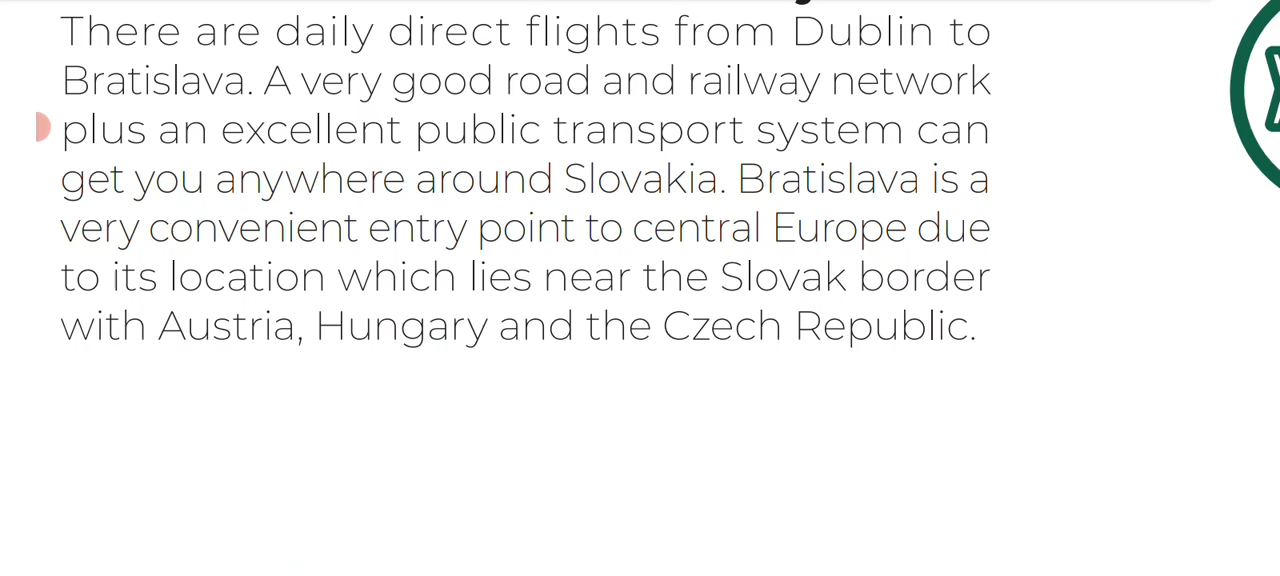 There are daily direct flights from Dublin to
Bratislava. A very good road and railway network
plus an excellent public transport system can
get you anywhere around Slovakia. Bratislava is a
very convenient entry point to central Europe due
to its location which lies near the Slovak border
with Austria, Hungary and the Czech Republic.